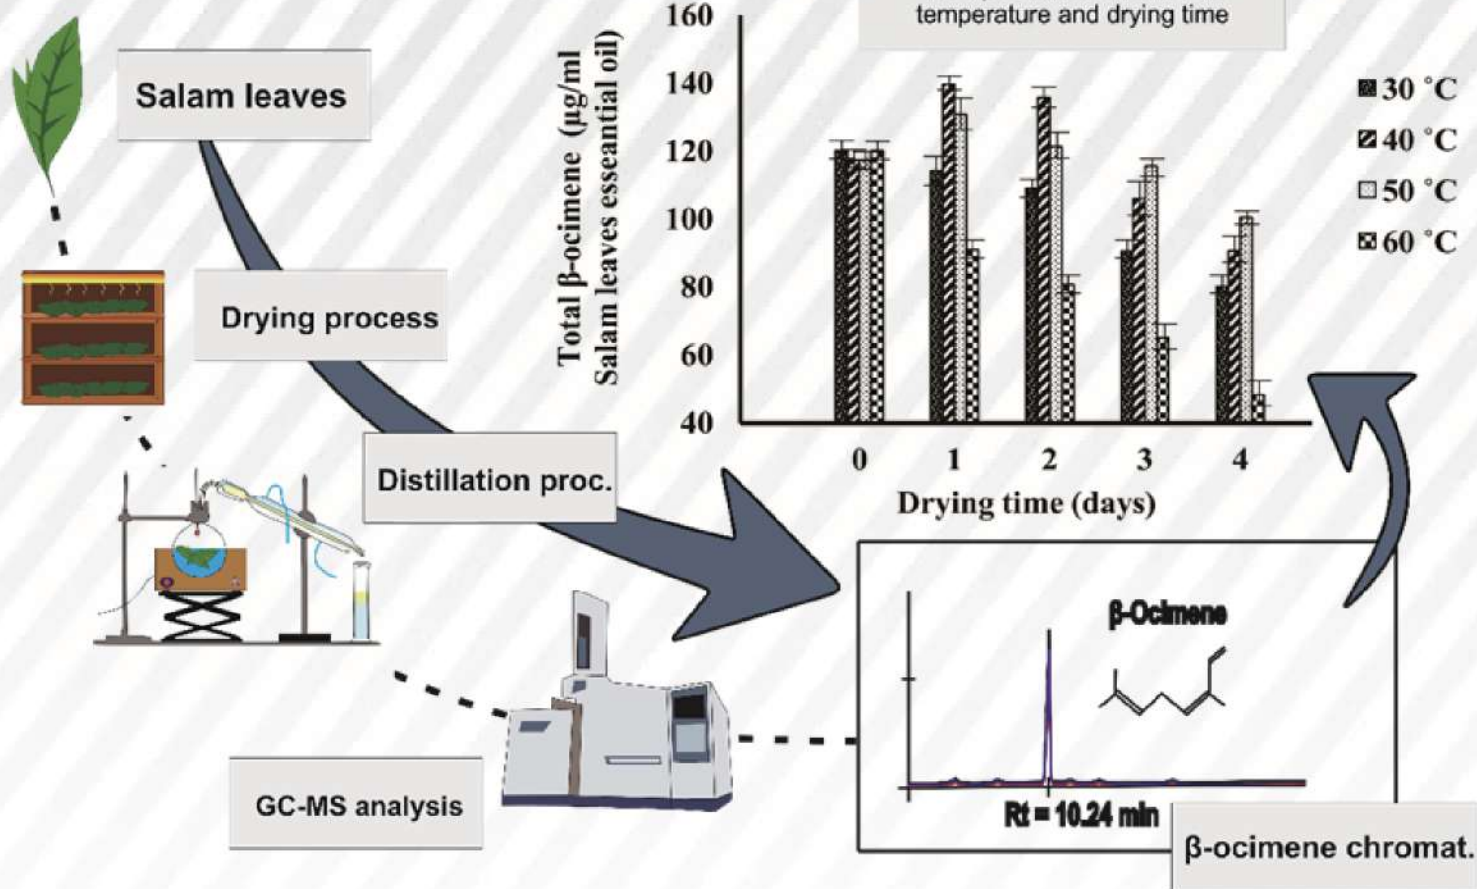 temperature and drying time
Salam leaves
Drying process
Distillation proc.
GC-MS analysis
Total β-ocimene (µg/ml
Salam leaves esseantial oil)
160
140
120
100
80
60
40
0 1 2 3 4
Drying time (days)
30 °C
40 °C
50 °C
60 °C
β-Ocimene
Rt = 10.24 min
β-ocimene chromat.